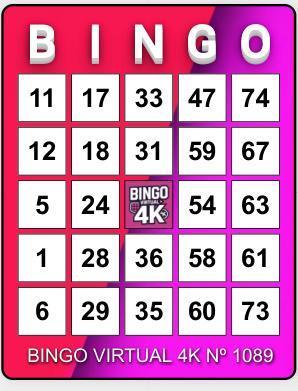 B I N G O
11 17 33 47 74
12 18 31 59 67
5 24 BINGO VIRTUAL 4K 54 63
1 28 36 58 61
6 29 35 60 73
BINGO VIRTUAL 4K Nº 1089